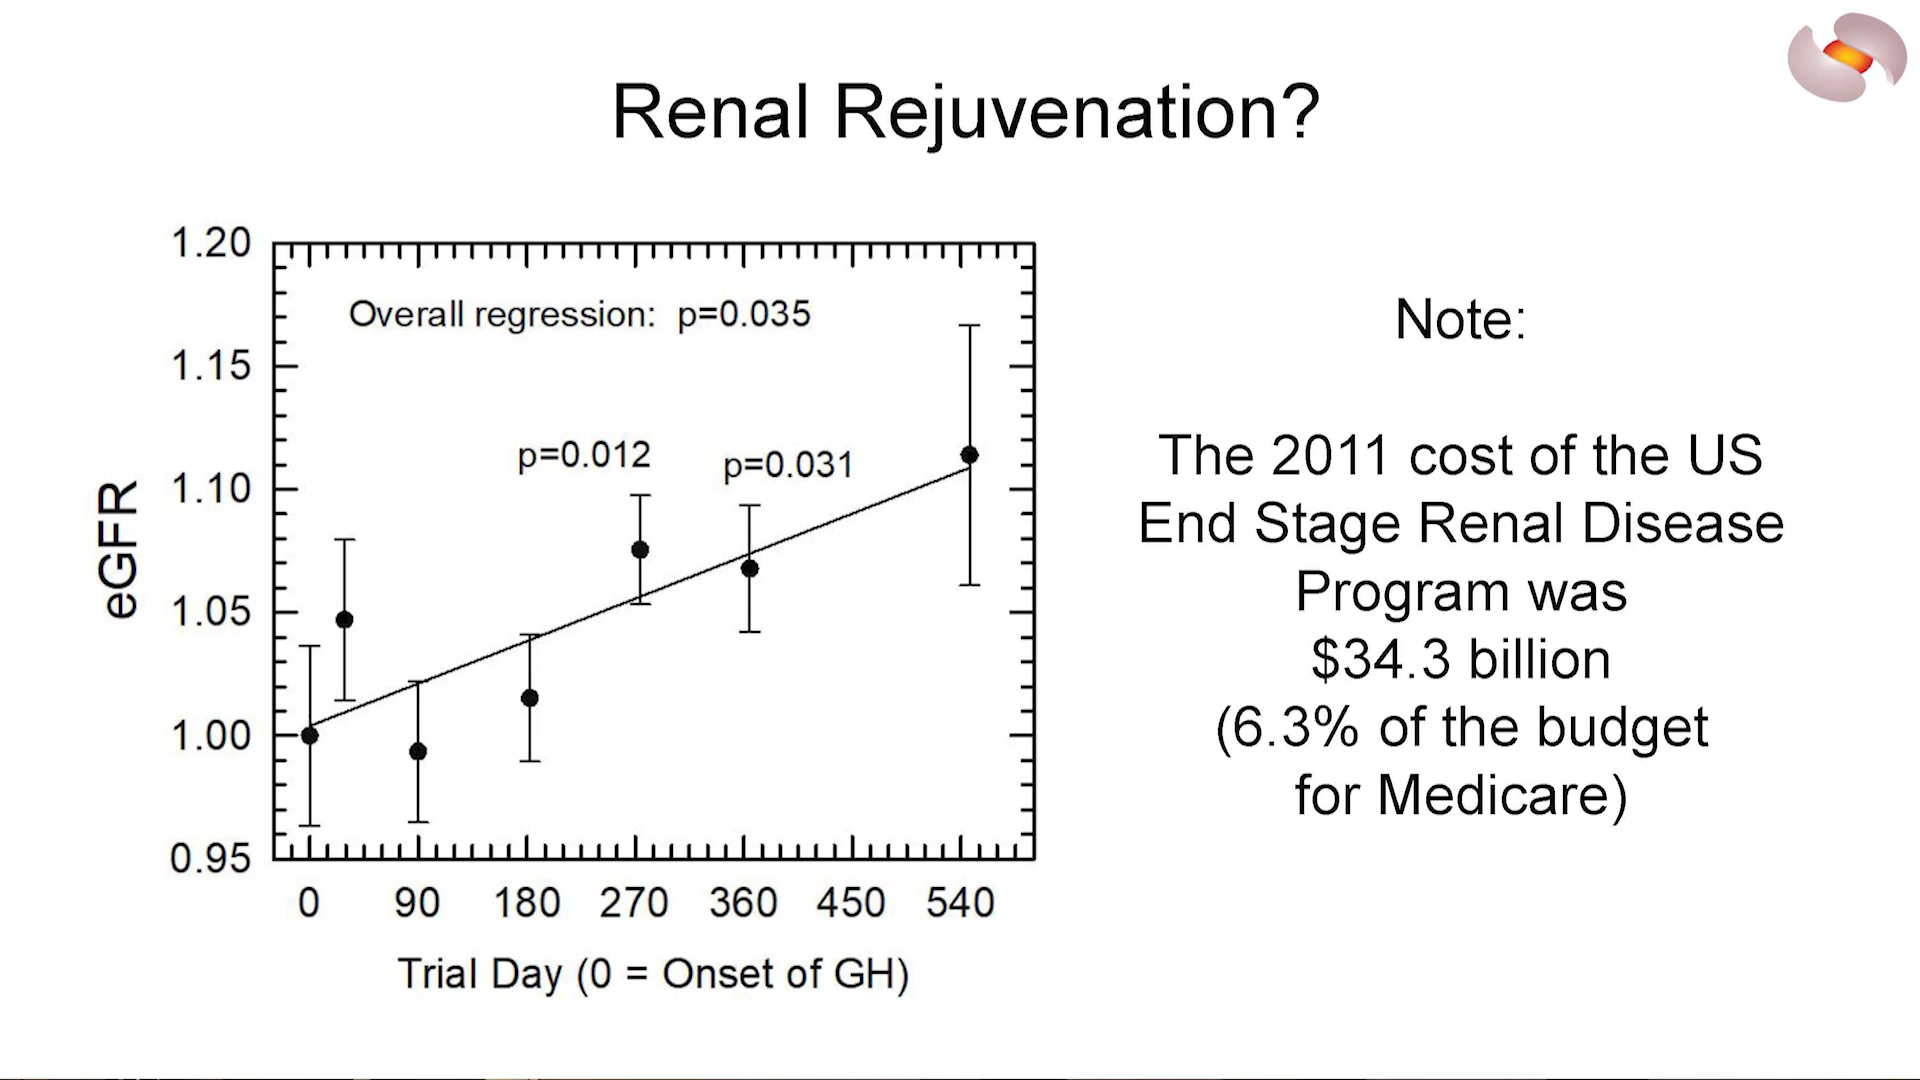 Renal Rejuvenation?
1.20
1.15
1.10
1.05
1.00
0.95
eGFR
Overall regression: p=0.035
p=0.012
p=0.031
0 90 180 270 360 450 540
Trial Day (0 = Onset of GH)
Note:
The 2011 cost of the US
End Stage Renal Disease
Program was
$34.3 billion
(6.3% of the budget
for Medicare)